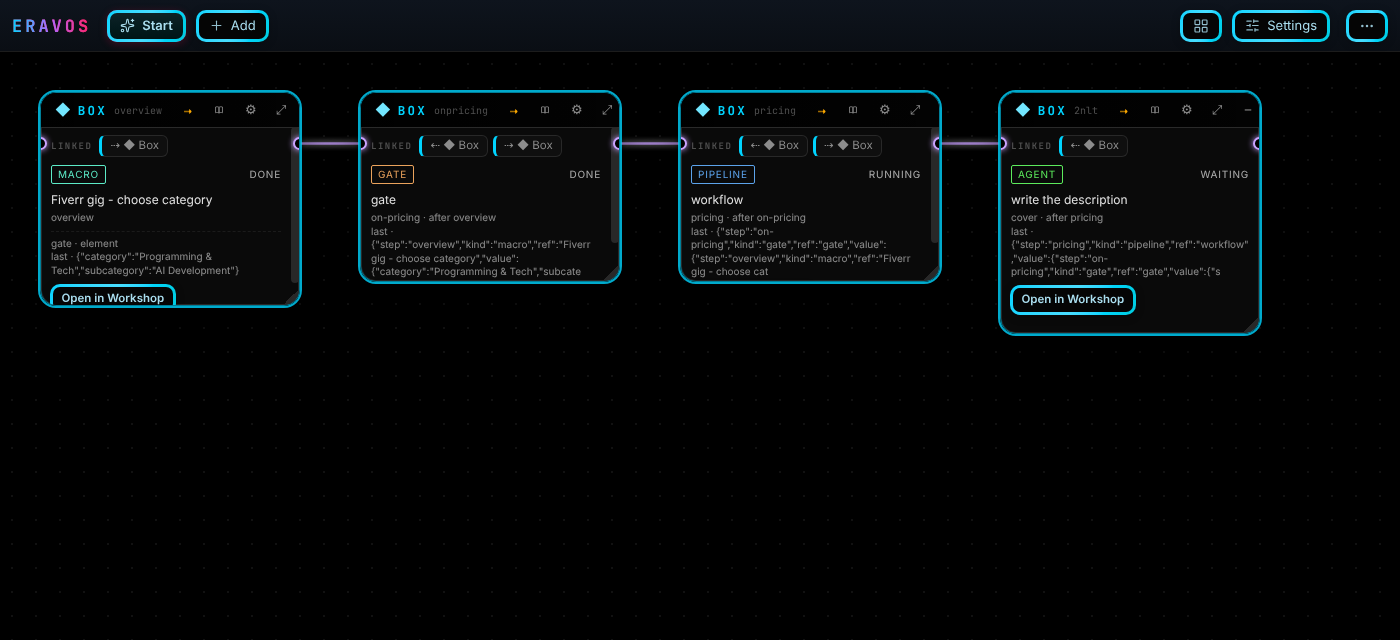 ERAVOS
Start
Add
Settings
BOX overview
LINKED
Box
MACRO
DONE
Fiverr gig - choose category
overview
gate · element
last · {"category":"Programming &
Tech","subcategory":"AI Development"}
Open in Workshop
BOX onpricing
LINKED
Box
Box
GATE
DONE
gate
on-pricing · after overview
last ·
{"step":"overview","kind":"macro","ref":"Fiverr
gig - choose category","value":
{"category":"Programming & Tech","subcate
BOX pricing
LINKED
Box
Box
PIPELINE
RUNNING
workflow
pricing · after on-pricing
last · {"step":"on-
pricing","kind":"gate","ref":"gate","value":
{"step":"overview","kind":"macro","ref":"Fiverr
gig - choose cat
BOX 2nlt
LINKED
Box
AGENT
WAITING
write the description
cover · after pricing
last ·
{"step":"pricing","kind":"pipeline","ref":"workflow"
,"value":{"step":"on-
pricing","kind":"gate","ref":"gate","value":{"s
Open in Workshop